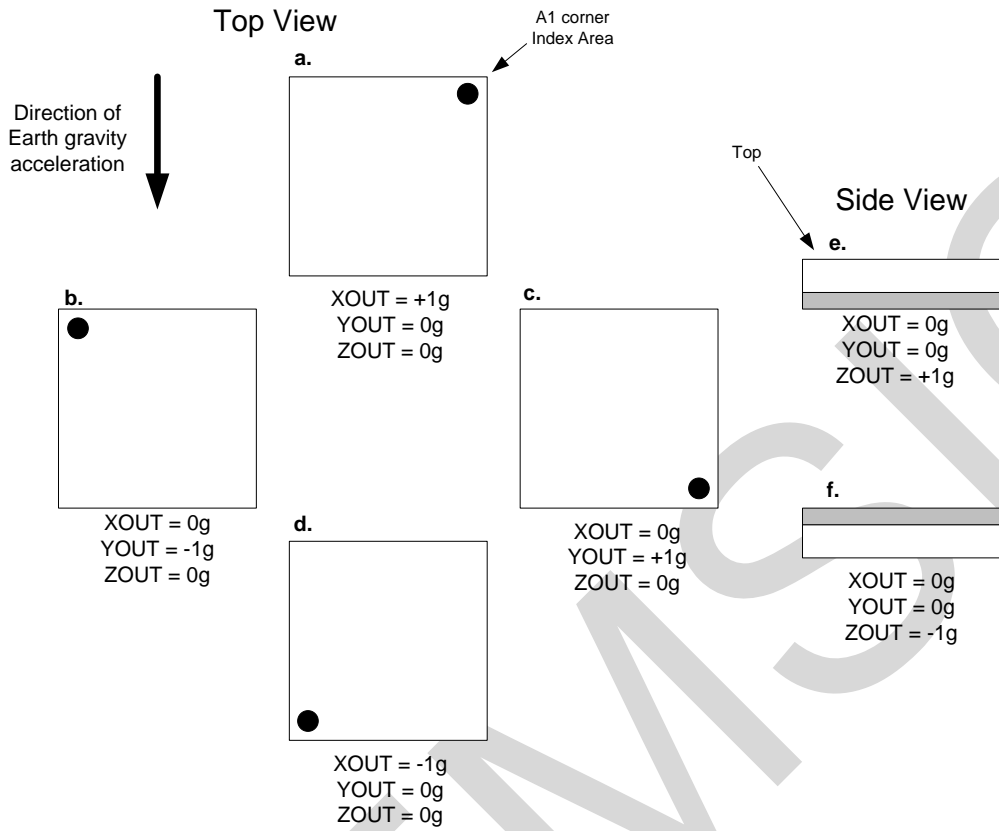 Top View
A1 corner
Index Area
a.
Direction of
Earth gravity
acceleration
Top
Side View
e.
b.
XOUT = +1g
YOUT = 0g
ZOUT = 0g
c.
XOUT = 0g
YOUT = 0g
ZOUT = +1g
XOUT = 0g
YOUT = -1g
ZOUT = 0g
d.
XOUT = 0g
YOUT = +1g
ZOUT = 0g
f.
XOUT = 0g
YOUT = 0g
ZOUT = -1g
XOUT = -1g
YOUT = 0g
ZOUT = 0g